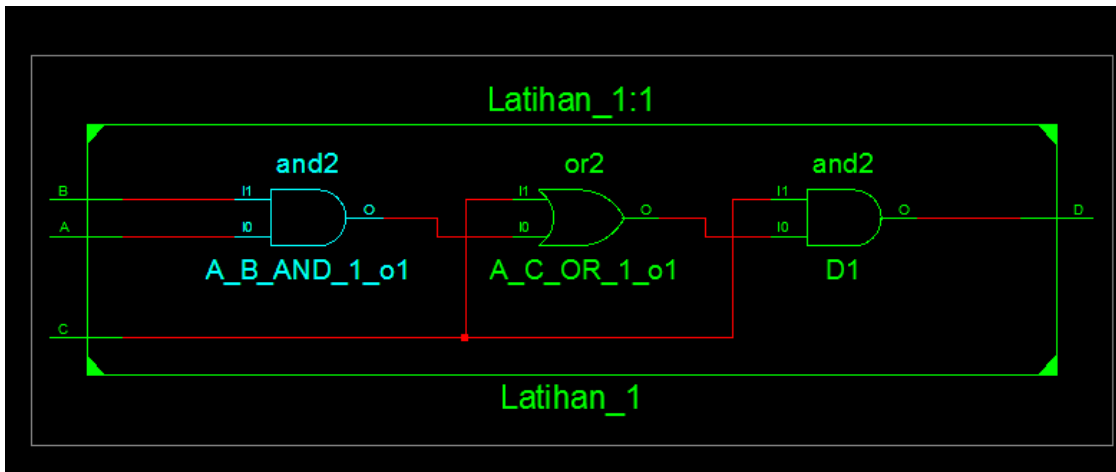 Latihan_1:1
and2
or2
and2
B
I1
O
I1
O
I1
O
D
A
I0
I0
I0
A_B_AND_1_o1
A_C_OR_1_o1
D1
C
Latihan_1